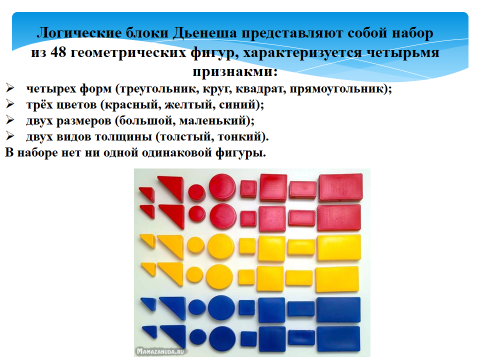 Логические блоки Дьенеша представляют собой набор
из 48 геометрических фигур, характеризуется четырьмя
признакми:
➢ четырех форм (треугольник, круг, квадрат, прямоугольник);
➢ трёх цветов (красный, желтый, синий);
➢ двух размеров (большой, маленький);
➢ двух видов толщины (толстый, тонкий).
В наборе нет ни одной одинаковой фигуры.
MAMAZANUDA.RU